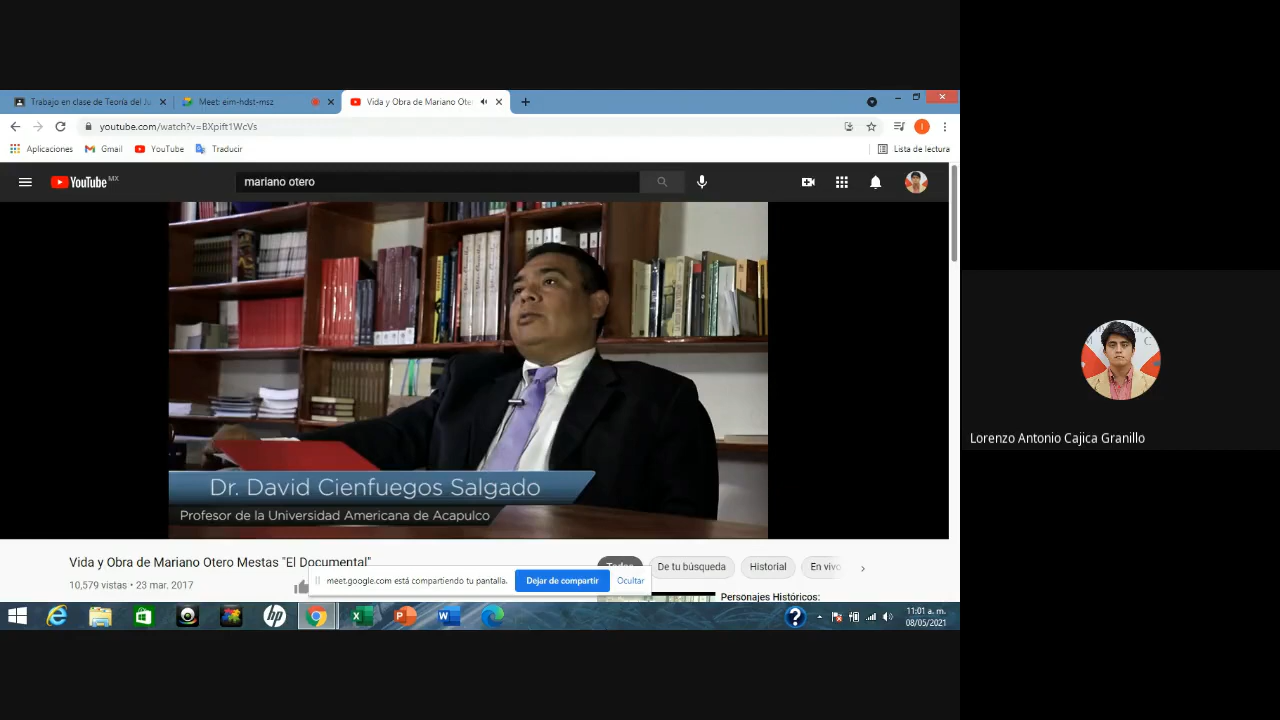 Trabajo en clase de Teoría del Ju
Meet: eim-hdst-msz
Vida y Obra de Mariano Ote
youtube.com/watch?v=BXpift1WcVs
Aplicaciones
Gmail
YouTube
Traducir
Lista de lectura
YouTube MX
mariano otero
Dr. David Cienfuegos Salgado
Profesor de la Universidad Americana de Acapulco
Lorenzo Antonio Cajica Granillo
Vida y Obra de Mariano Otero Mestas "El Documental"
10,579 vistas • 23 mar. 2017
De tu búsqueda
Historial
En vivo
meet.google.com está compartiendo tu pantalla.
Dejar de compartir
Ocultar
Personajes Históricos:
11:01 a. m.
08/05/2021